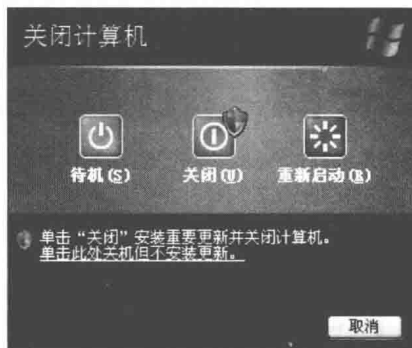 关闭计算机
待机(S)
关闭(U)
重新启动(R)
单击“关闭”安装重要更新并关闭计算机。
单击此处关机但不安装更新。
取消